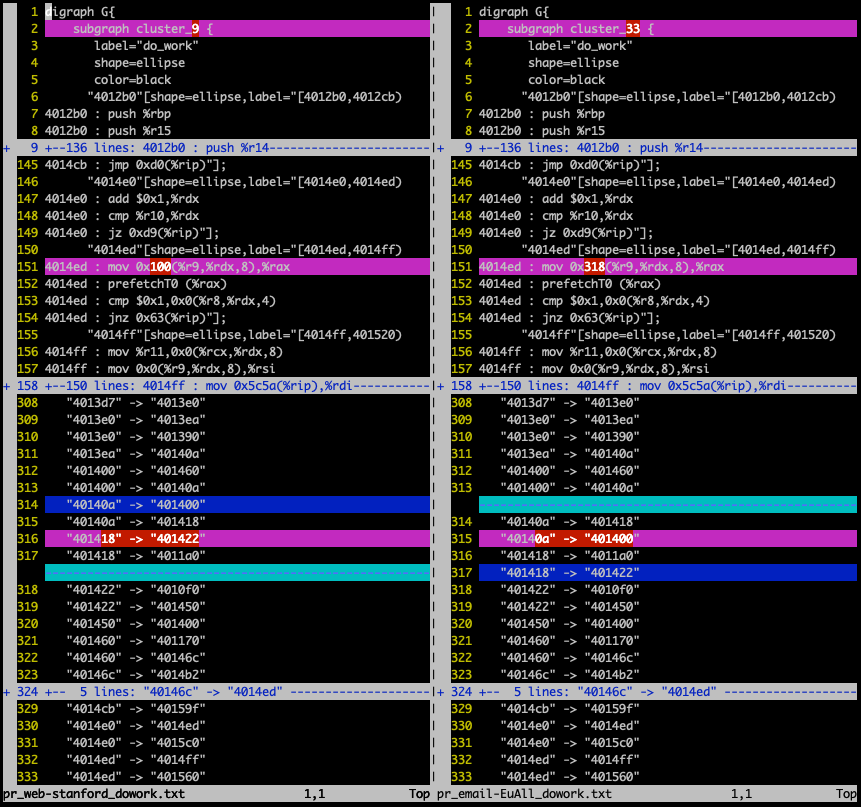 1 digraph G{
2 subgraph cluster_9 {
3 label="do_work"
4 shape=ellipse
5 color=black
6 "4012b0"[shape=ellipse,label="[4012b0,4012cb)
7 4012b0 : push %rbp
8 4012b0 : push %r15
+ 9 +--136 lines: 4012b0 : push %r14----------------------
145 4014cb : jmp 0xd0(%rip)"];
146 "4014e0"[shape=ellipse,label="[4014e0,4014ed)
147 4014e0 : add $0x1,%rdx
148 4014e0 : cmp %r10,%rdx
149 4014e0 : jz 0xd9(%rip)"];
150 "4014ed"[shape=ellipse,label="[4014ed,4014ff)
151 4014ed : mov 0x100(%r9,%rdx,8),%rax
152 4014ed : prefetchT0 (%rax)
153 4014ed : cmp $0x1,0x0(%r8,%rdx,4)
154 4014ed : jnz 0x63(%rip)"];
155 "4014ff"[shape=ellipse,label="[4014ff,401520)
156 4014ff : mov %r11,0x0(%rcx,%rdx,8)
157 4014ff : mov 0x0(%r9,%rdx,8),%rsi
+ 158 +--150 lines: 4014ff : mov 0x5c5a(%rip),%rdi-----------
308 "4013d7" -> "4013e0"
309 "4013e0" -> "4013ea"
310 "4013e0" -> "401390"
311 "4013ea" -> "40140a"
312 "401400" -> "401460"
313 "401400" -> "40140a"
314 "40140a" -> "401400"
315 "40140a" -> "401418"
316 "401418" -> "401422"
317 "401418" -> "4011a0"
318 "401422" -> "4010f0"
319 "401422" -> "401450"
320 "401450" -> "401400"
321 "401460" -> "401170"
322 "401460" -> "40146c"
323 "40146c" -> "4014b2"
+ 324 +-- 5 lines: "40146c" -> "4014ed" --------------------
329 "4014cb" -> "40159f"
330 "4014e0" -> "4014ed"
331 "4014e0" -> "4015c0"
332 "4014ed" -> "4014ff"
333 "4014ed" -> "401560"
pr_web-stanford_dowork.txt 1,1 Top
1 digraph G{
2 subgraph cluster_33 {
3 label="do_work"
4 shape=ellipse
5 color=black
6 "4012b0"[shape=ellipse,label="[4012b0,4012cb)
7 4012b0 : push %rbp
8 4012b0 : push %r15
+ 9 +--136 lines: 4012b0 : push %r14----------------------
145 4014cb : jmp 0xd0(%rip)"];
146 "4014e0"[shape=ellipse,label="[4014e0,4014ed)
147 4014e0 : add $0x1,%rdx
148 4014e0 : cmp %r10,%rdx
149 4014e0 : jz 0xd9(%rip)"];
150 "4014ed"[shape=ellipse,label="[4014ed,4014ff)
151 4014ed : mov 0x318(%r9,%rdx,8),%rax
152 4014ed : prefetchT0 (%rax)
153 4014ed : cmp $0x1,0x0(%r8,%rdx,4)
154 4014ed : jnz 0x63(%rip)"];
155 "4014ff"[shape=ellipse,label="[4014ff,401520)
156 4014ff : mov %r11,0x0(%rcx,%rdx,8)
157 4014ff : mov 0x0(%r9,%rdx,8),%rsi
+ 158 +--150 lines: 4014ff : mov 0x5c5a(%rip),%rdi----------
308 "4013d7" -> "4013e0"
309 "4013e0" -> "4013ea"
310 "4013e0" -> "401390"
311 "4013ea" -> "40140a"
312 "401400" -> "401460"
313 "401400" -> "40140a"
314 "40140a" -> "401418"
315 "40140a" -> "401400"
316 "401418" -> "4011a0"
317 "401418" -> "401422"
318 "401422" -> "4010f0"
319 "401422" -> "401450"
320 "401450" -> "401400"
321 "401460" -> "401170"
322 "401460" -> "40146c"
323 "40146c" -> "4014b2"
+ 324 +-- 5 lines: "40146c" -> "4014ed" -------------------
329 "4014cb" -> "40159f"
330 "4014e0" -> "4014ed"
331 "4014e0" -> "4015c0"
332 "4014ed" -> "4014ff"
333 "4014ed" -> "401560"
pr_email-EuAll_dowork.txt 1,1 Top